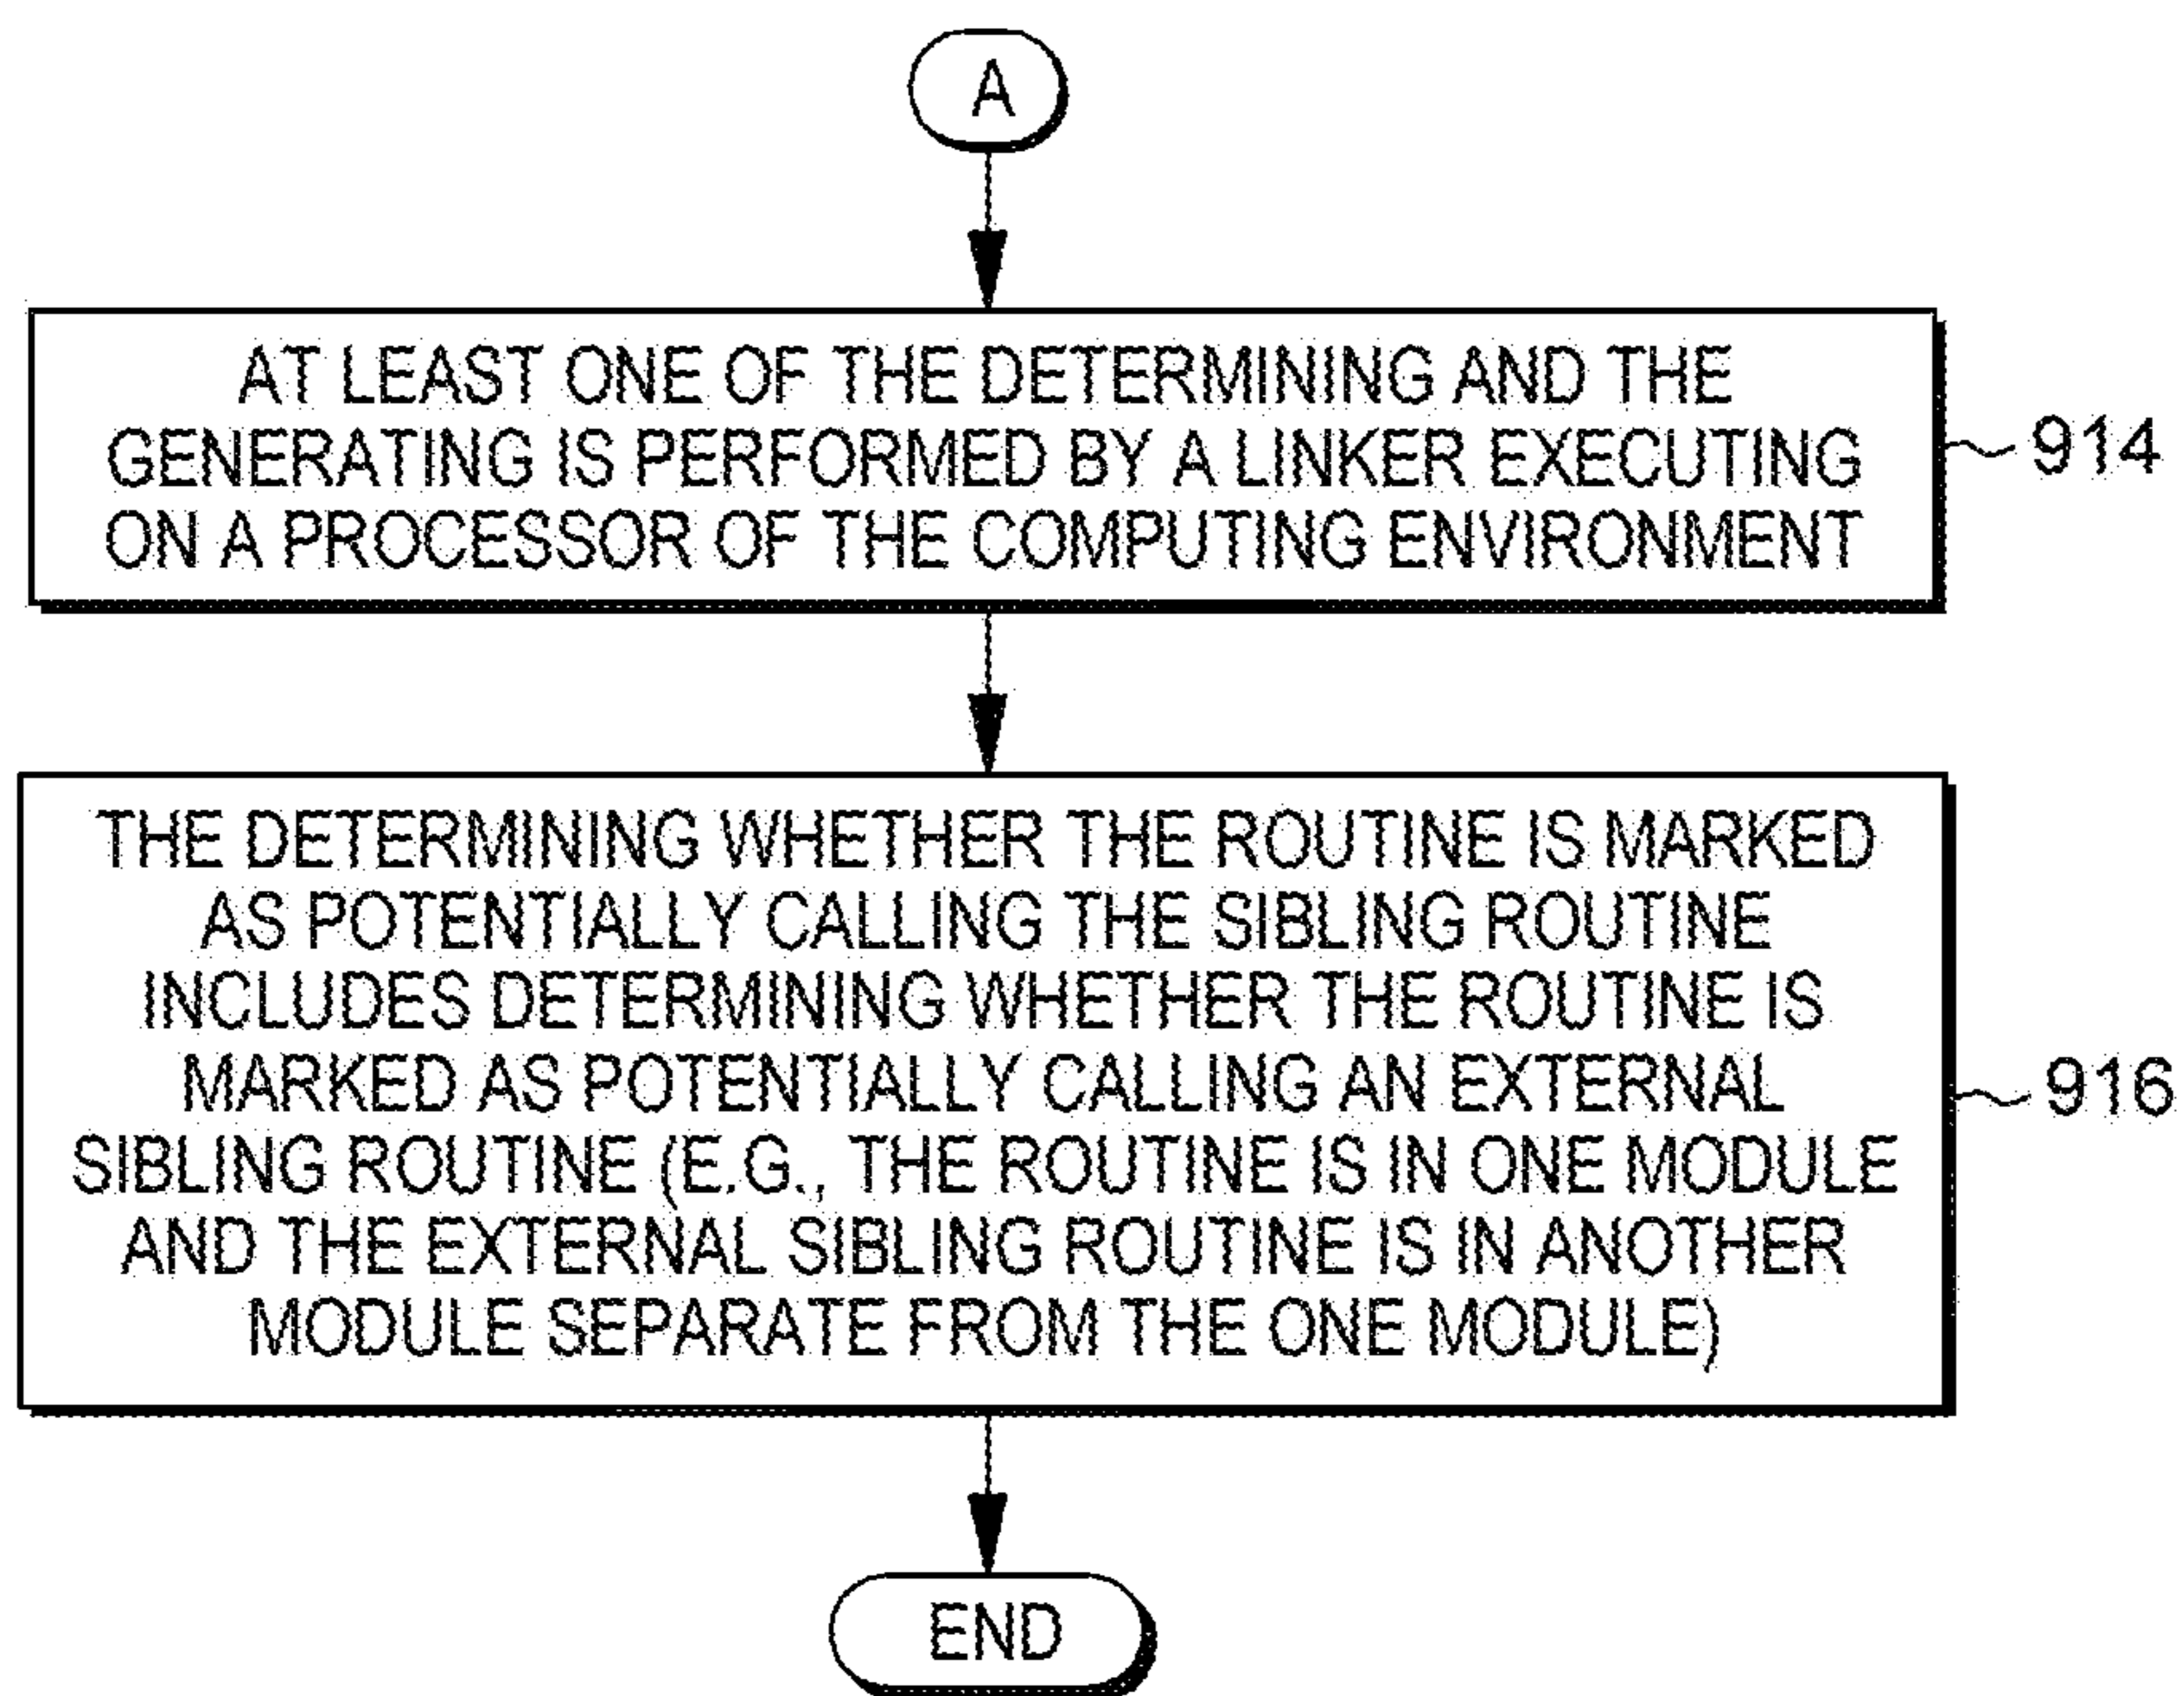 A
AT LEAST ONE OF THE DETERMINING AND THE
GENERATING IS PERFORMED BY A LINKER EXECUTING
ON A PROCESSOR OF THE COMPUTING ENVIRONMENT
914
THE DETERMINING WHETHER THE ROUTINE IS MARKED
AS POTENTIALLY CALLING THE SIBLING ROUTINE
INCLUDES DETERMINING WHETHER THE ROUTINE IS
MARKED AS POTENTIALLY CALLING AN EXTERNAL
SIBLING ROUTINE (E.G., THE ROUTINE IS IN ONE MODULE
AND THE EXTERNAL SIBLING ROUTINE IS IN ANOTHER
MODULE SEPARATE FROM THE ONE MODULE)
916
END